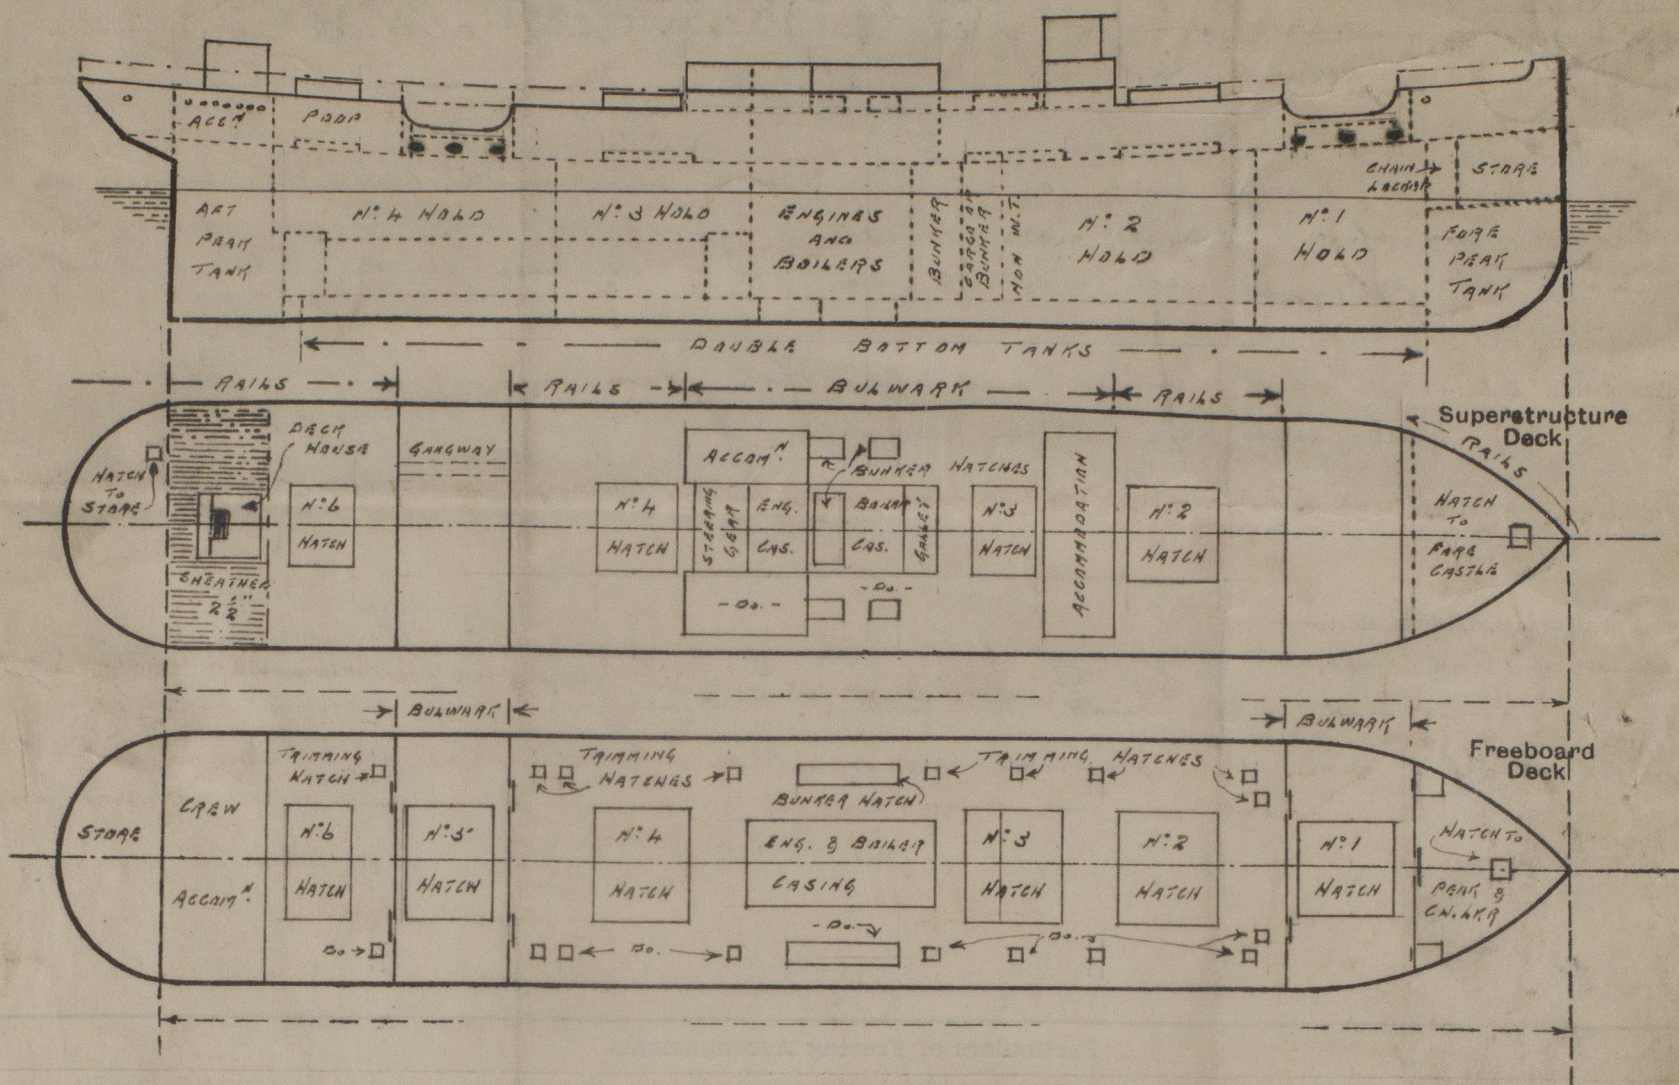 ACCN
POOP
AFT
PEAK
TANK
No. 4 HOLD
No. 3 HOLD
ENGINES
AND
BOILERS
BUNKER
CARGO OR
BUNKER
NON W.T.
No. 2
HOLD
No. 1
HOLD
CHAIN
LOCKER
STORE
FORE
PEAK
TANK
DOUBLE BOTTOM TANKS
RAILS
RAILS
BULWARK
RAILS
Superstructure
Deck
RAILS
HATCH
TO
STORE
DECK
HOUSE
SHEATHED
2½"
No. 6
HATCH
GANGWAY
No. 4
HATCH
ACCOMN.
STEERING
GEAR
ENG.
CAS.
BUNKER HATCHES
BOILER
CAS.
GALLEY
- Do. -
- Do. -
No. 3
HATCH
ACCOMMODATION
No. 2
HATCH
HATCH
TO
FORE
CASTLE
BULWARK
BULWARK
Freeboard
Deck
STORE
CREW
ACCOMN.
TRIMMING
HATCH
No. 6
HATCH
Do
No. 5
HATCH
TRIMMING
HATCHES
No. 4
HATCH
Do.
BUNKER HATCH
ENG. & BOILER
CASING
- Do. -
TRIMMING HATCHES
No. 3
HATCH
Do.
No. 2
HATCH
No. 1
HATCH
HATCH TO
PEAK &
CH. LKR